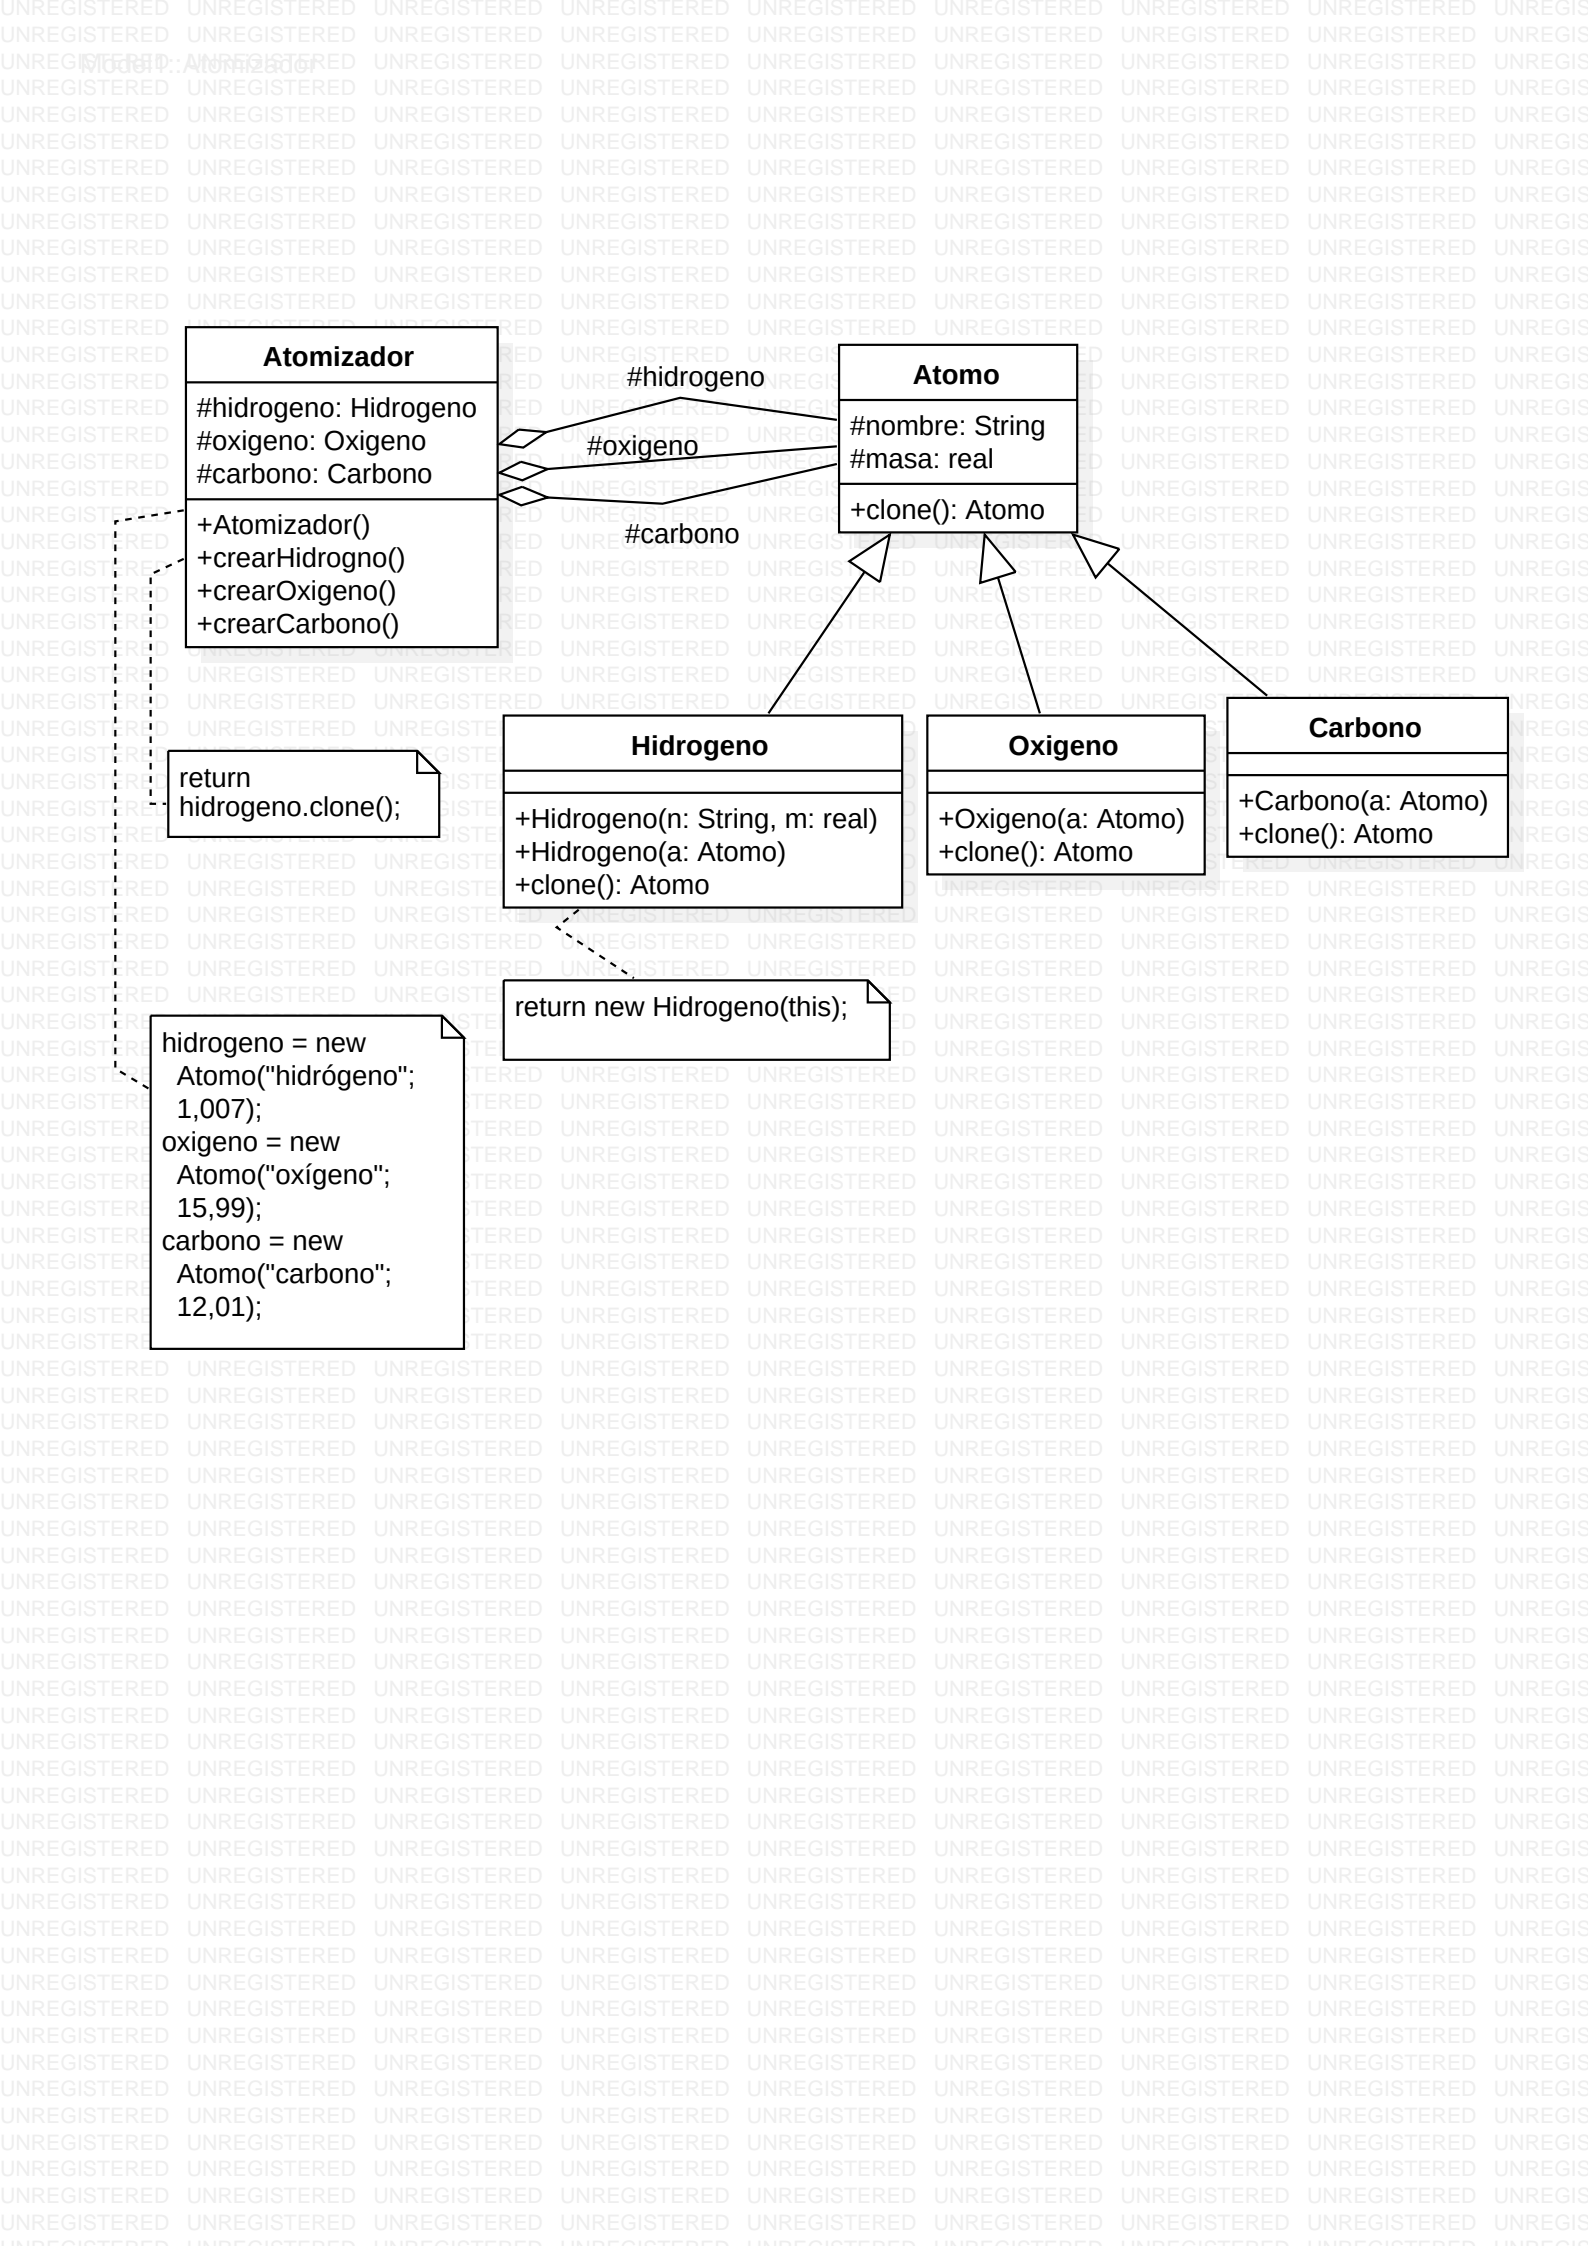 Model1::Atomizador
Atomizador
#hidrogeno: Hidrogeno
#oxigeno: Oxigeno
#carbono: Carbono
+Atomizador()
+crearHidrogno()
+crearOxigeno()
+crearCarbono()
#hidrogeno
#oxigeno
#carbono
Atomo
#nombre: String
#masa: real
+clone(): Atomo
Hidrogeno
+Hidrogeno(n: String, m: real)
+Hidrogeno(a: Atomo)
+clone(): Atomo
Oxigeno
+Oxigeno(a: Atomo)
+clone(): Atomo
Carbono
+Carbono(a: Atomo)
+clone(): Atomo
return
hidrogeno.clone();
return new Hidrogeno(this);
hidrogeno = new
Atomo("hidrógeno";
1,007);
oxigeno = new
Atomo("oxígeno";
15,99);
carbono = new
Atomo("carbono";
12,01);
UNREGISTERED